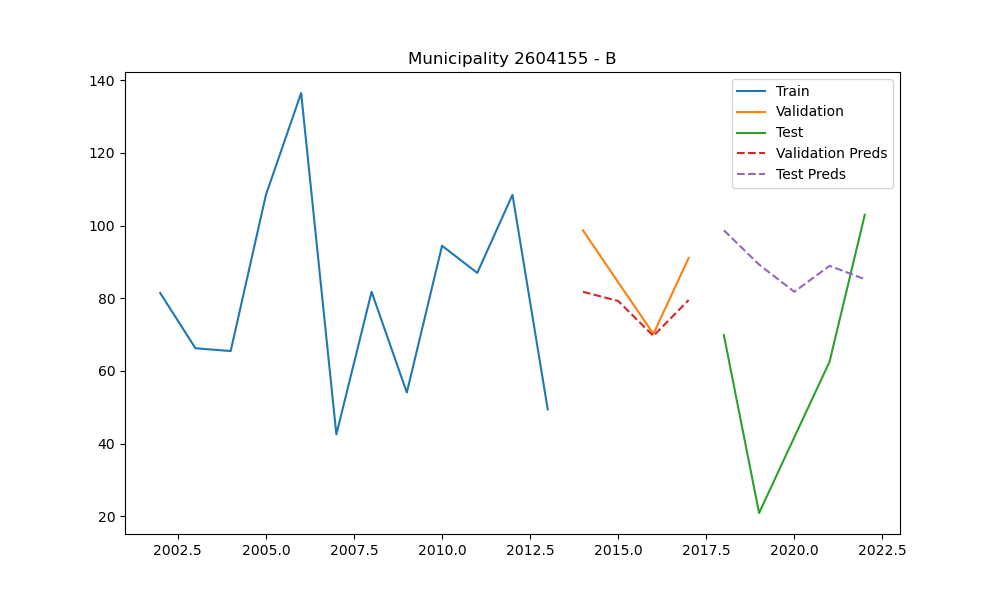 Municipality 2604155 - B
140
120
100
80
60
40
20
Train
Validation
Test
Validation Preds
Test Preds
2002.5 2005.0 2007.5 2010.0 2012.5 2015.0 2017.5 2020.0 2022.5